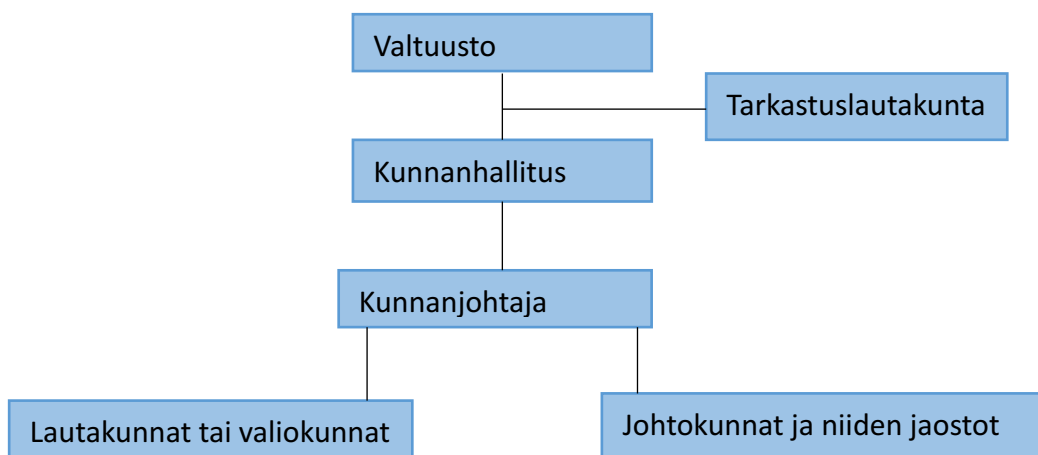 Valtuusto
Tarkastuslautakunta
Kunnanhallitus
Kunnanjohtaja
Lautakunnat tai valiokunnat
Johtokunnat ja niiden jaostot